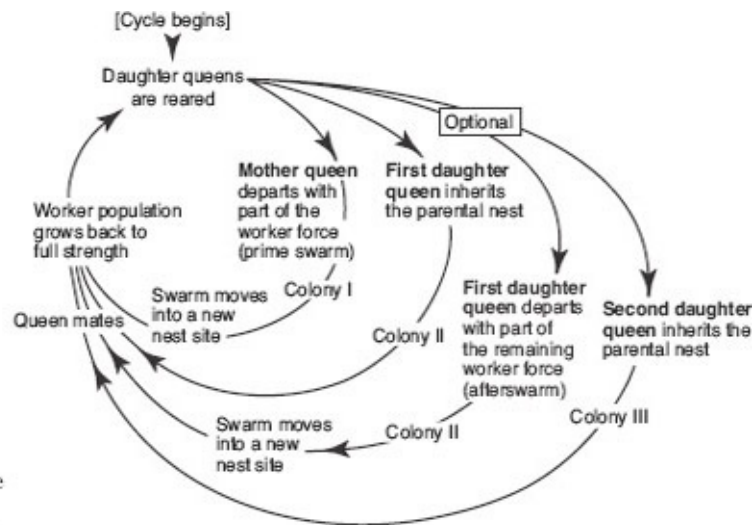 [Cycle begins]
Daughter queens
are reared
Optional
Mother queen
departs with
part of the
worker force
(prime swarm)
First daughter
queen inherits
the parental nest
Worker population
grows back to
full strength
Swarm moves
into a new
nest site
Colony I
Queen mates
Colony II
First daughter
queen departs
with part of
the remaining
worker force
(afterswarm)
Second daughter
queen inherits
the parental nest
Swarm moves
into a new
nest site
Colony II
Colony III
e